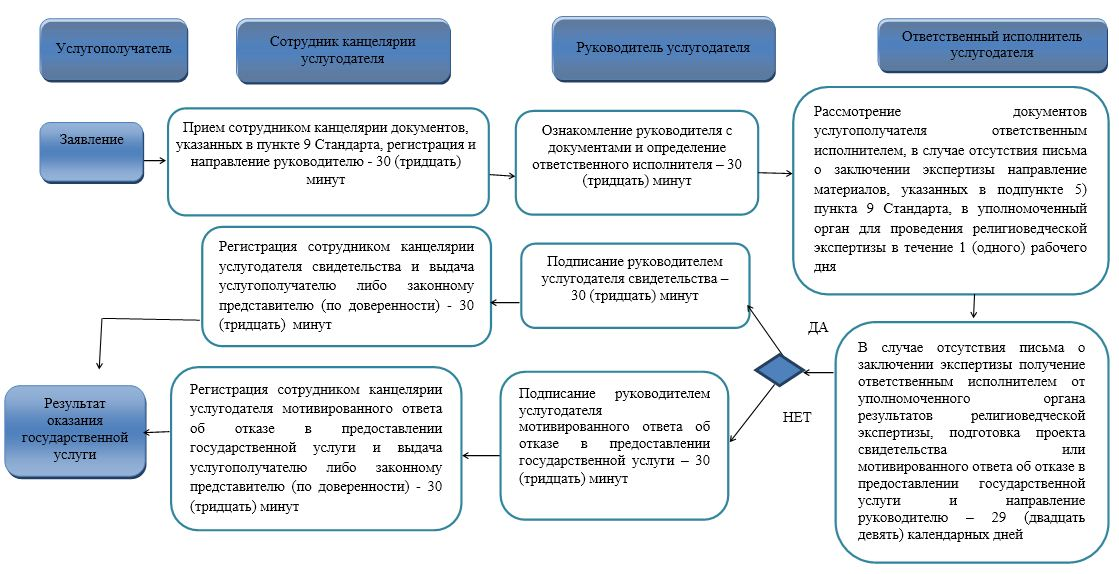 Услугополучатель
Сотрудник канцелярии
услугодателя
Руководитель услугодателя
Ответственный исполнитель
услугодателя
Заявление
Прием сотрудником канцелярии документов,
указанных в пункте 9 Стандарта, регистрация и
направление руководителю - 30 (тридцать)
минут
Ознакомление руководителя с
документами и определение
ответственного исполнителя – 30
(тридцать) минут
Рассмотрение документов
услугополучателя ответственным
исполнителем, в случае отсутствия письма
о заключении экспертизы направление
материалов, указанных в подпункте 5)
пункта 9 Стандарта, в уполномоченный
орган для проведения религиоведческой
экспертизы в течение 1 (одного) рабочего
дня
Регистрация сотрудником канцелярии
услугодателя свидетельства и выдача
услугополучателю либо законному
представителю (по доверенности) - 30
(тридцать) минут
Подписание руководителем
услугодателя свидетельства –
30 (тридцать) минут
ДА
В случае отсутствия письма о
заключении экспертизы получение
ответственным исполнителем от
уполномоченного органа
результатов религиоведческой
экспертизы, подготовка проекта
свидетельства или
мотивированного ответа об отказе в
предоставлении государственной
услуги и направление
руководителю – 29 (двадцать
девять) календарных дней
НЕТ
Подписание руководителем
услугодателя
мотивированного ответа об
отказе в предоставлении
государственной услуги – 30
(тридцать) минут
Регистрация сотрудником канцелярии
услугодателя мотивированного ответа
об отказе в предоставлении
государственной услуги и выдача
услугополучателю либо законному
представителю (по доверенности) - 30
(тридцать) минут
Результат
оказания
государственной
услуги